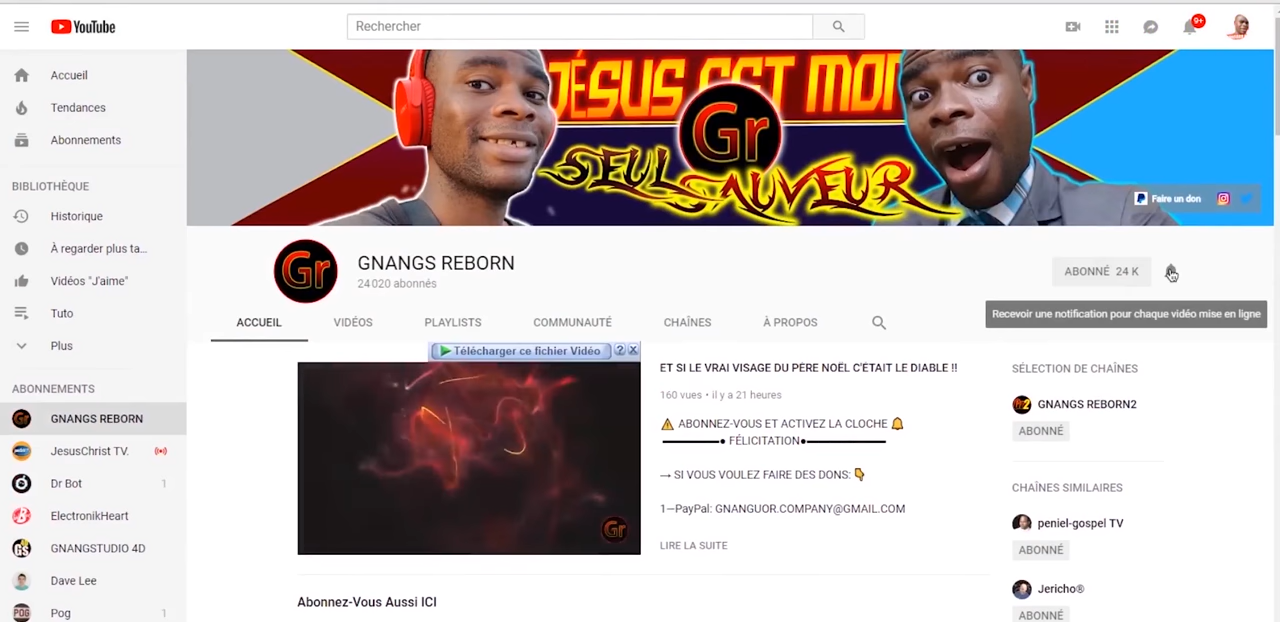 YouTube
Rechercher
9+
Accueil
Tendances
Abonnements
BIBLIOTHÈQUE
Historique
À regarder plus ta...
Vidéos "J'aime"
Tuto
Plus
ABONNEMENTS
GNANGS REBORN
JesusChrist TV.
Dr Bot 1
ElectronikHeart
GNANGSTUDIO 4D
Dave Lee
Pog 1
JÉSUS EST MON
Gr
SEUL SAUVEUR
Faire un don
Gr
GNANGS REBORN
24 020 abonnés
ABONNÉ 24 K
Recevoir une notification pour chaque vidéo mise en ligne
ACCUEIL VIDÉOS PLAYLISTS COMMUNAUTÉ CHAÎNES À PROPOS
Télécharger ce fichier Vidéo ? X
Gr
ET SI LE VRAI VISAGE DU PÈRE NOËL C'ÉTAIT LE DIABLE !!
160 vues • il y a 21 heures
⚠ ABONNEZ-VOUS ET ACTIVEZ LA CLOCHE 🔔
————● FÉLICITATION●————
→ SI VOUS VOULEZ FAIRE DES DONS: 👇
1—PayPal: GNANGUOR.COMPANY@GMAIL.COM
LIRE LA SUITE
Abonnez-Vous Aussi ICI
SÉLECTION DE CHAÎNES
GNANGS REBORN2
ABONNÉ
CHAÎNES SIMILAIRES
peniel-gospel TV
ABONNÉ
Jericho®
ABONNÉ